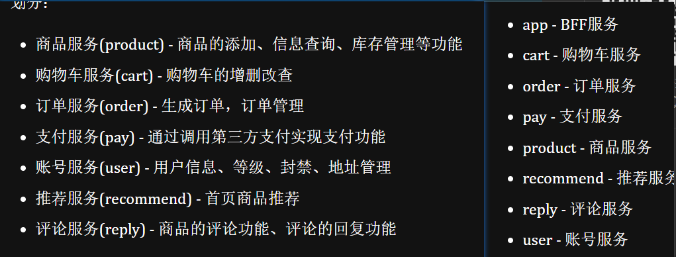 划分：
商品服务(product) - 商品的添加、信息查询、库存管理等功能
购物车服务(cart) - 购物车的增删改查
订单服务(order) - 生成订单，订单管理
支付服务(pay) - 通过调用第三方支付实现支付功能
账号服务(user) - 用户信息、等级、封禁、地址管理
推荐服务(recommend) - 首页商品推荐
评论服务(reply) - 商品的评论功能、评论的回复功能
app - BFF服务
cart - 购物车服务
order - 订单服务
pay - 支付服务
product - 商品服务
recommend - 推荐服务
reply - 评论服务
user - 账号服务